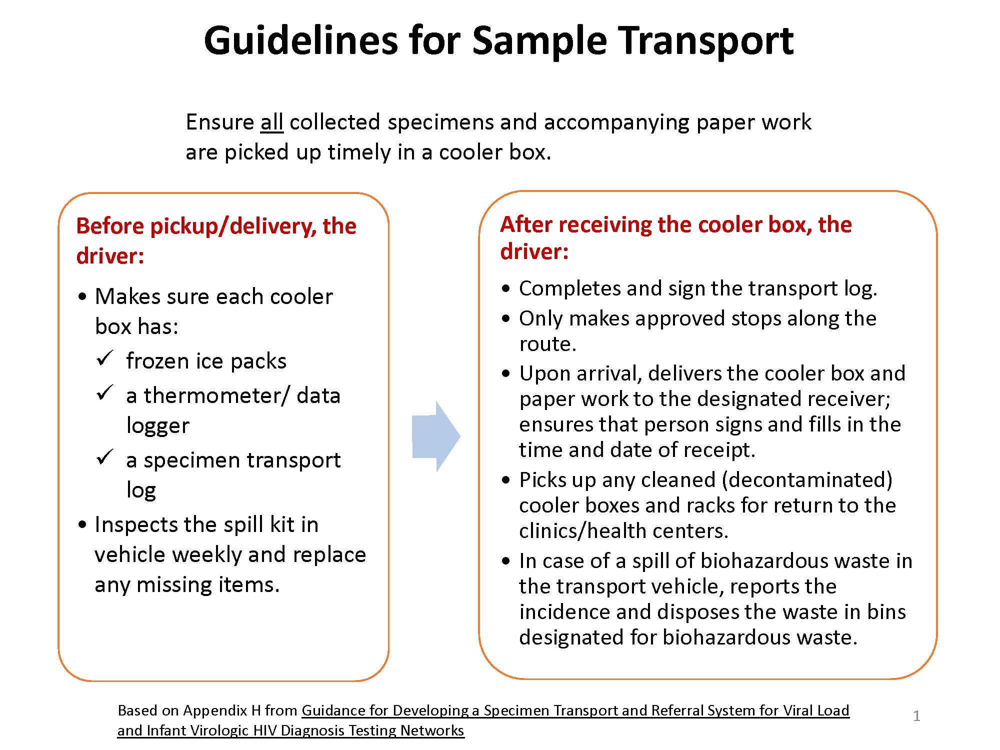 Guidelines for Sample Transport
Ensure all collected specimens and accompanying paper work
are picked up timely in a cooler box.
Before pickup/delivery, the
driver:
• Makes sure each cooler
box has:
✓ frozen ice packs
✓ a thermometer/ data
logger
✓ a specimen transport
log
• Inspects the spill kit in
vehicle weekly and replace
any missing items.
After receiving the cooler box, the
driver:
• Completes and sign the transport log.
• Only makes approved stops along the
route.
• Upon arrival, delivers the cooler box and
paper work to the designated receiver;
ensures that person signs and fills in the
time and date of receipt.
• Picks up any cleaned (decontaminated)
cooler boxes and racks for return to the
clinics/health centers.
• In case of a spill of biohazardous waste in
the transport vehicle, reports the
incidence and disposes the waste in bins
designated for biohazardous waste.
Based on Appendix H from Guidance for Developing a Specimen Transport and Referral System for Viral Load
and Infant Virologic HIV Diagnosis Testing Networks
1